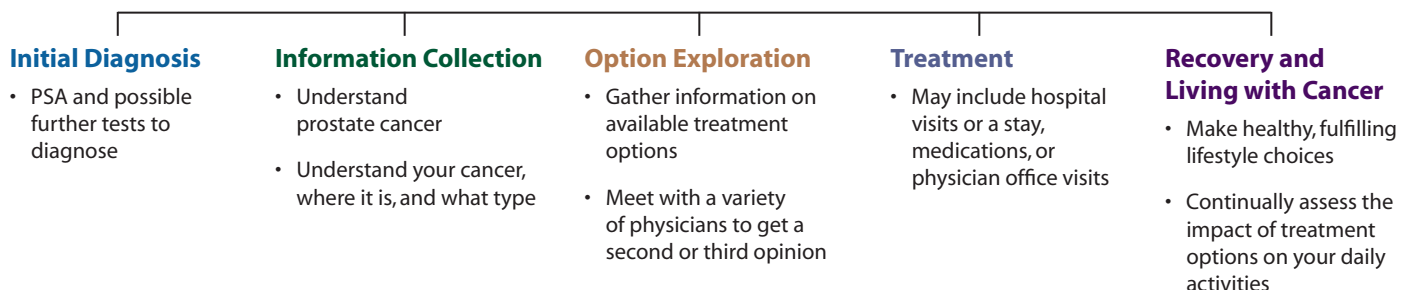 Initial Diagnosis
• PSA and possible
further tests to
diagnose
Information Collection
• Understand
prostate cancer
• Understand your cancer,
where it is, and what type
Option Exploration
• Gather information on
available treatment
options
• Meet with a variety
of physicians to get a
second or third opinion
Treatment
• May include hospital
visits or a stay,
medications, or
physician office visits
Recovery and
Living with Cancer
• Make healthy, fulfilling
lifestyle choices
• Continually assess the
impact of treatment
options on your daily
activities